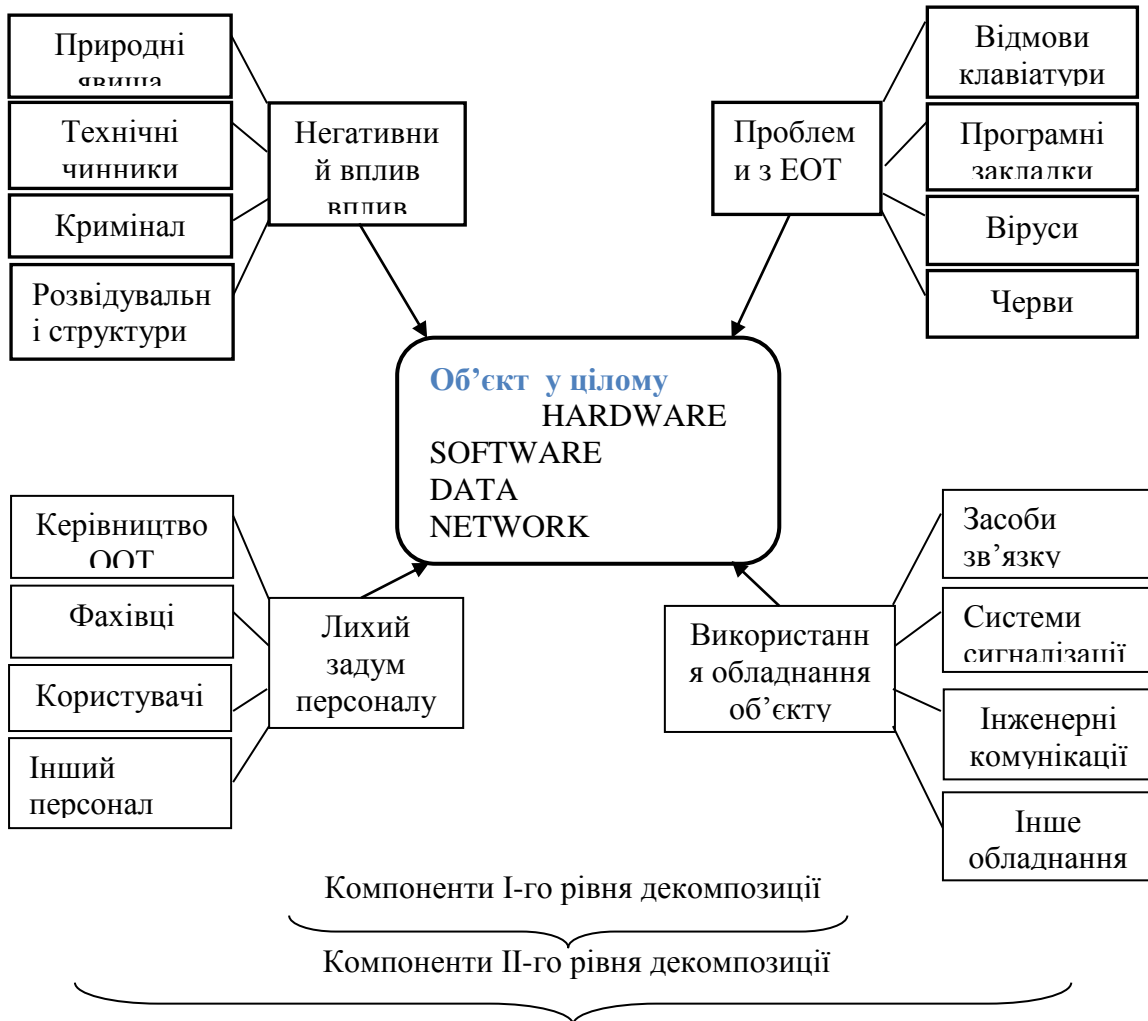 Природні
явища
Технічні
чинники
Кримінал
Розвідувальн
і структури
Негативни
й вплив
вплив
Проблем
и з ЕОТ
Відмови
клавіатури
Програмні
закладки
Віруси
Черви
Об’єкт у цілому
HARDWARE
SOFTWARE
DATA
NETWORK
Керівництво
ООТ
Фахівці
Користувачі
Інший
персонал
Лихий
задум
персоналу
Використанн
я обладнання
об’єкту
Засоби
зв’язку
Системи
сигналізації
Інженерні
комунікації
Інше
обладнання
Компоненти І-го рівня декомпозиції
Компоненти ІІ-го рівня декомпозиції